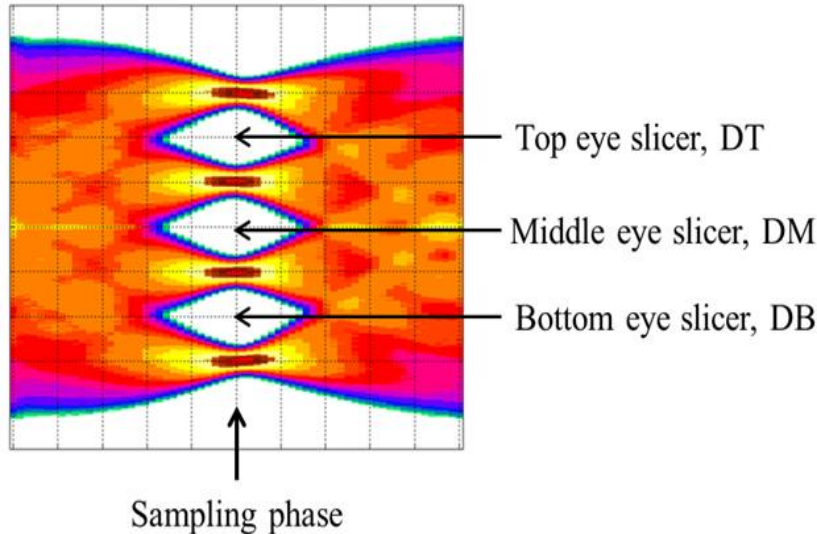 Top eye slicer, DT
Middle eye slicer, DM
Bottom eye slicer, DB
Sampling phase